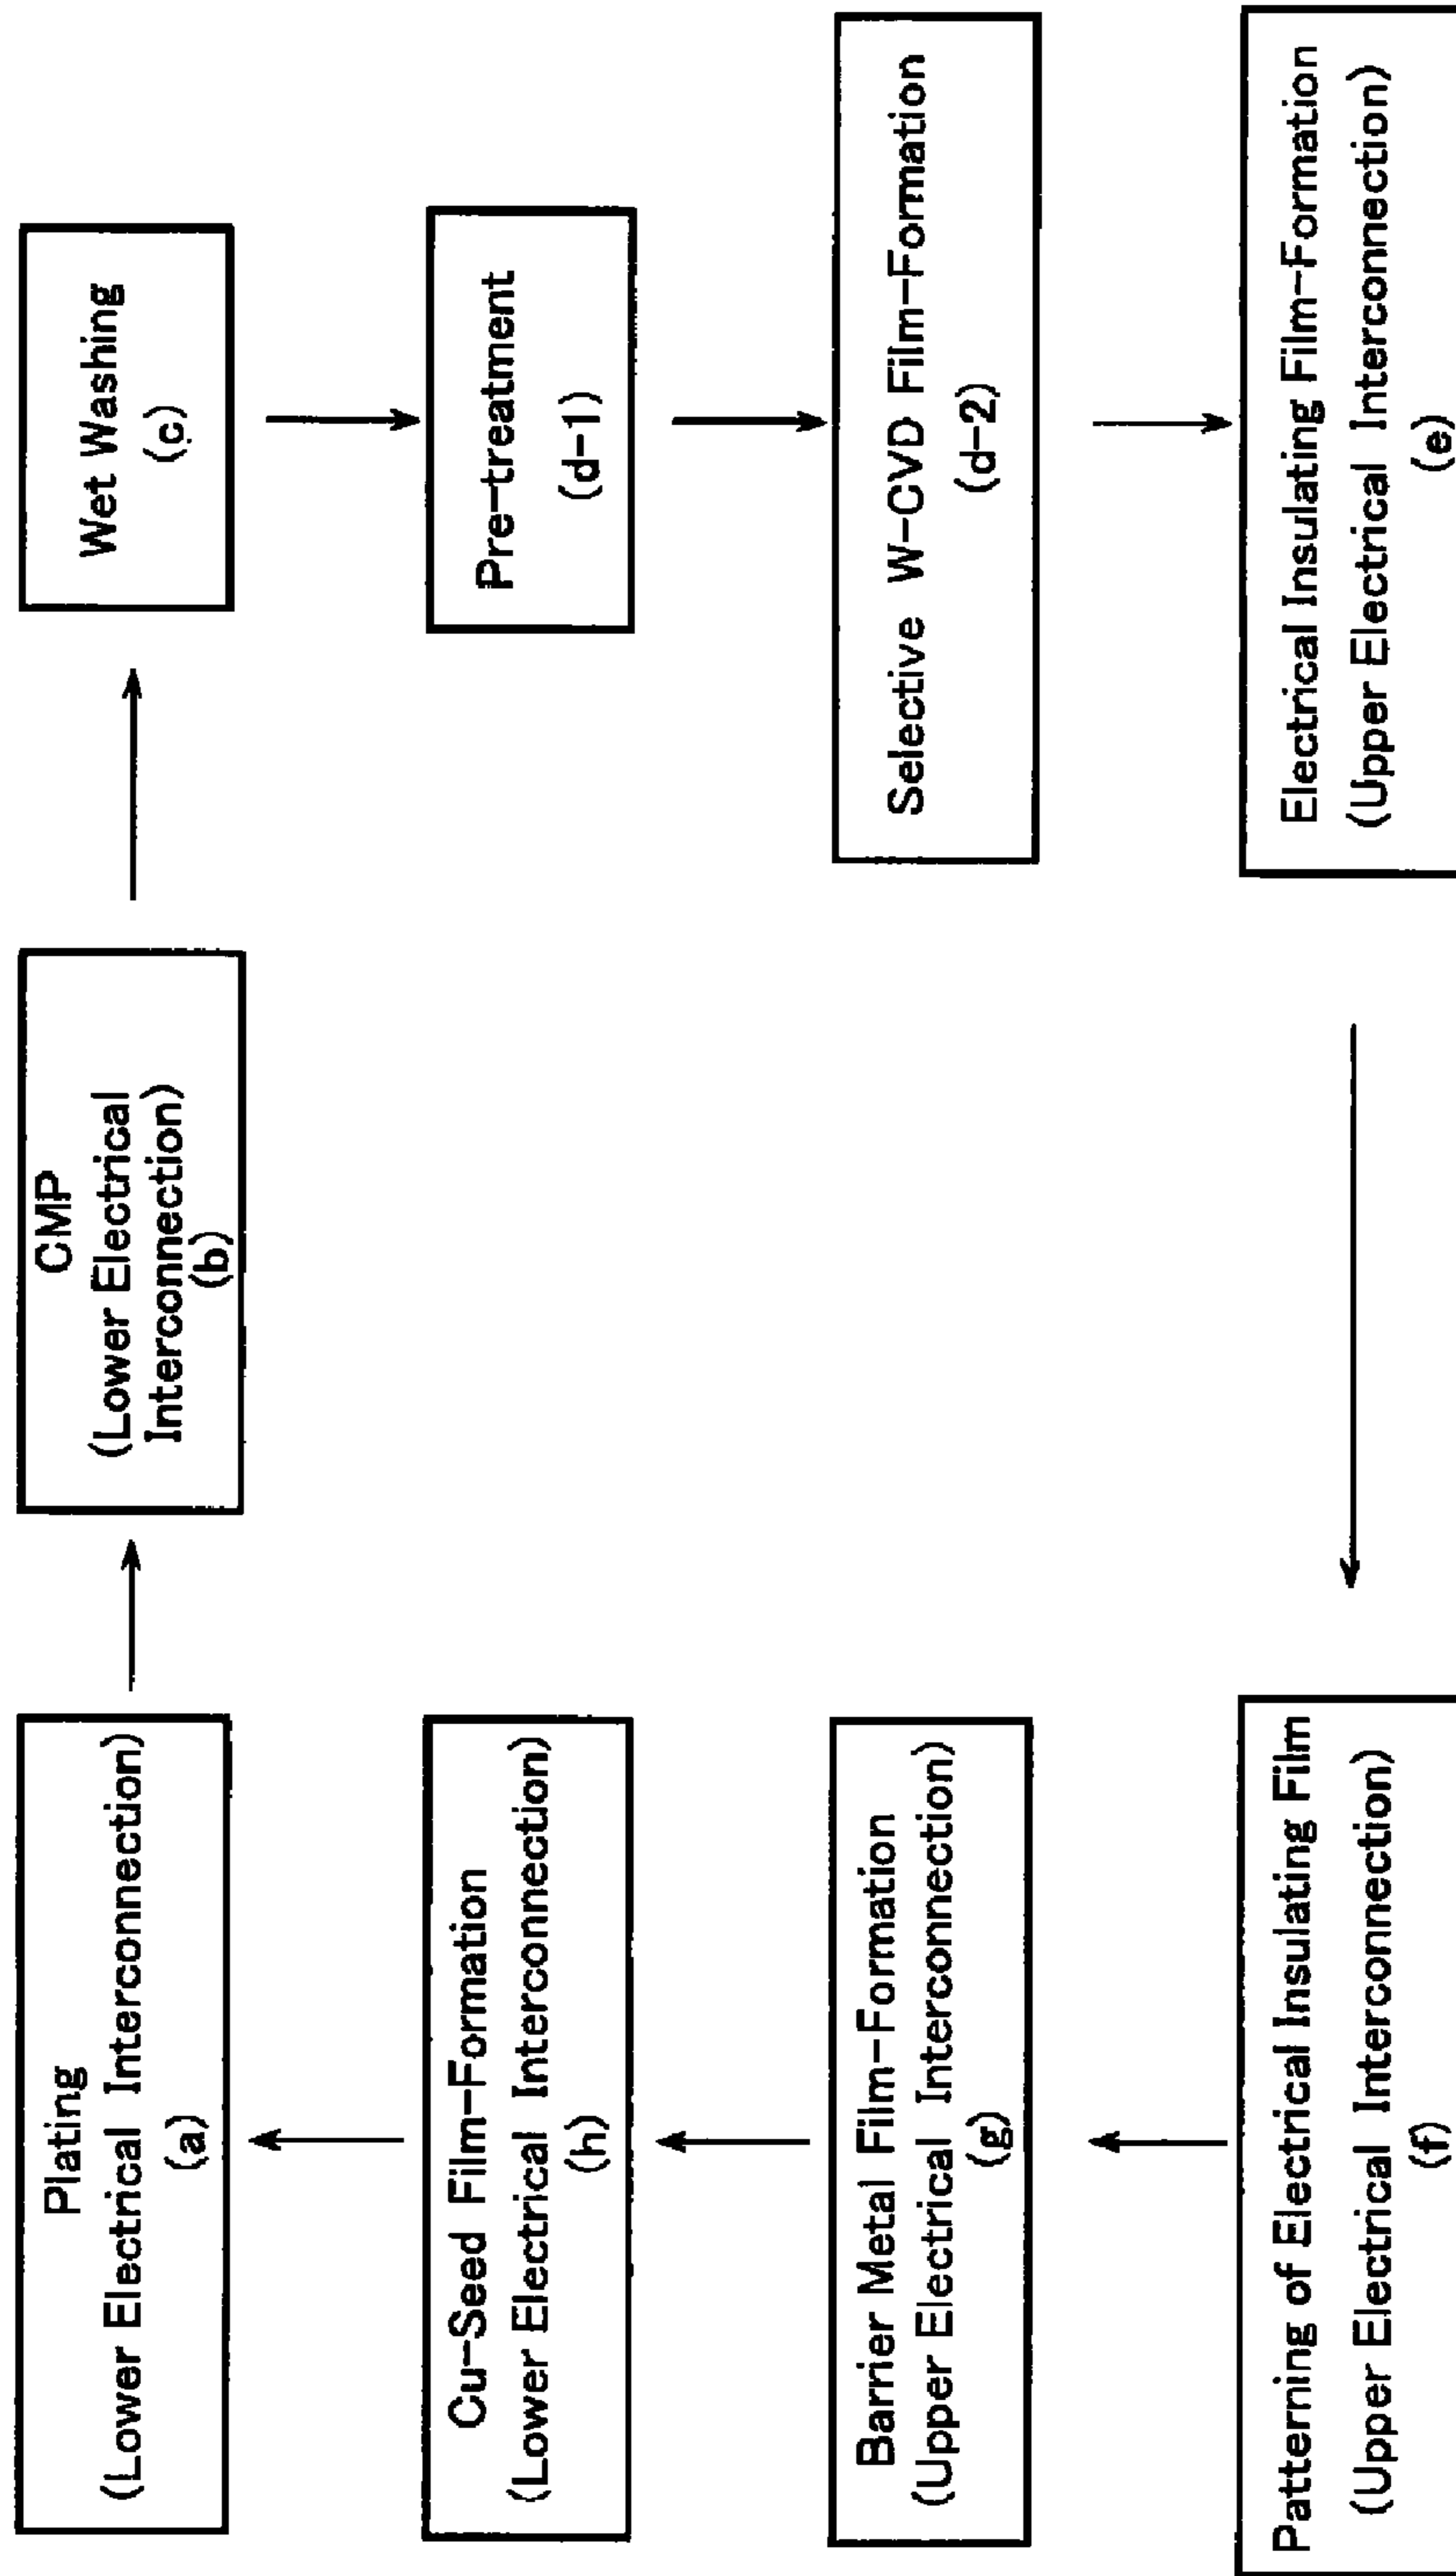 Plating
(Lower Electrical Interconnection)
(a)
CMP
(Lower Electrical
Interconnection)
(b)
Wet Washing
(c)
Cu-Seed Film-Formation
(Lower Electrical Interconnection)
(h)
Pre-treatment
(d-1)
Barrier Metal Film-Formation
(Upper Electrical Interconnection)
(g)
Selective W-CVD Film-Formation
(d-2)
Patterning of Electrical Insulating Film
(Upper Electrical Interconnection)
(f)
Electrical Insulating Film-Formation
(Upper Electrical Interconnection)
(e)